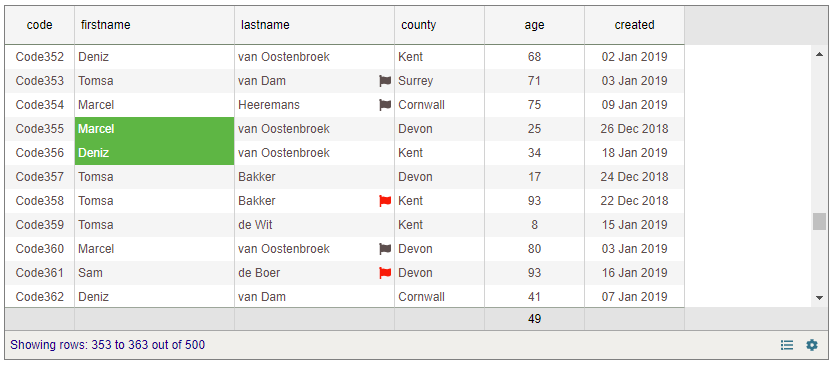 code firstname lastname county age created
Code352 Deniz van Oostenbroek Kent 68 02 Jan 2019
Code353 Tomsa van Dam Surrey 71 03 Jan 2019
Code354 Marcel Heeremans Cornwall 75 09 Jan 2019
Code355 Marcel van Oostenbroek Devon 25 26 Dec 2018
Code356 Deniz van Oostenbroek Kent 34 18 Jan 2019
Code357 Tomsa Bakker Devon 17 24 Dec 2018
Code358 Tomsa Bakker Kent 93 22 Dec 2018
Code359 Tomsa de Wit Kent 8 15 Jan 2019
Code360 Marcel van Oostenbroek Devon 80 03 Jan 2019
Code361 Sam de Boer Devon 93 16 Jan 2019
Code362 Deniz van Dam Cornwall 41 07 Jan 2019
49
Showing rows: 353 to 363 out of 500